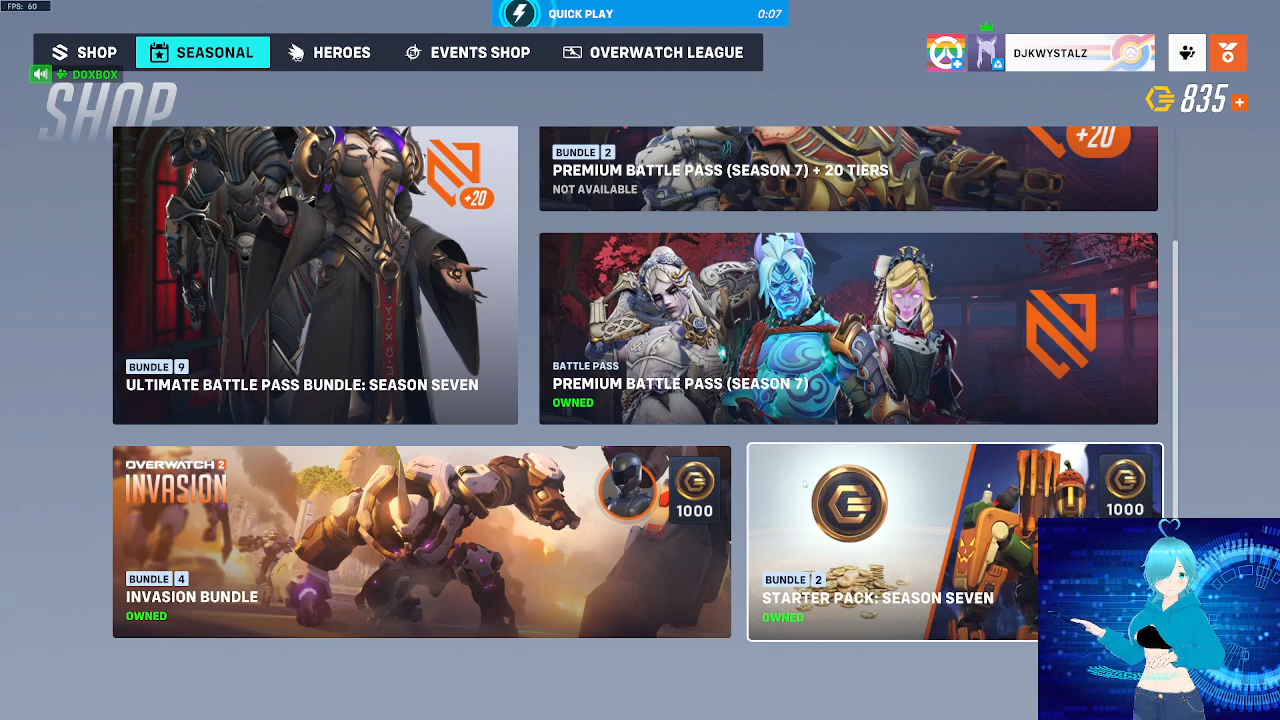 FPS: 60
QUICK PLAY
0:07
SHOP
SEASONAL
HEROES
EVENTS SHOP
OVERWATCH LEAGUE
DJKWYSTALZ
DOXBOX
SHOP
835
+20
BUNDLE 9
ULTIMATE BATTLE PASS BUNDLE: SEASON SEVEN
+20
BUNDLE 2
PREMIUM BATTLE PASS (SEASON 7) + 20 TIERS
NOT AVAILABLE
BATTLE PASS
PREMIUM BATTLE PASS (SEASON 7)
OWNED
OVERWATCH 2
INVASION
1000
BUNDLE 4
INVASION BUNDLE
OWNED
1000
BUNDLE 2
STARTER PACK: SEASON SEVEN
OWNED